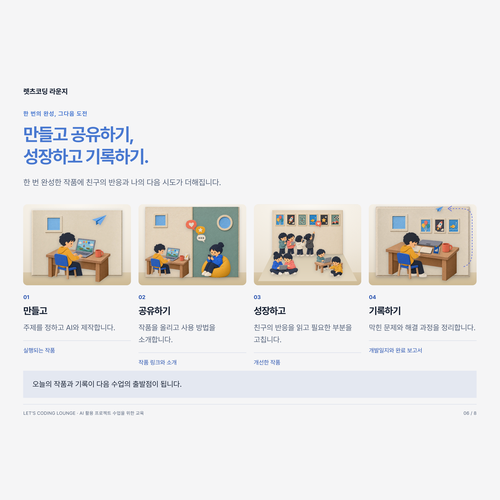 렛츠코딩 라운지
한 번의 완성, 그다음 도전
만들고 공유하기,
성장하고 기록하기.
한 번 완성한 작품에 친구의 반응과 나의 다음 시도가 더해집니다.
01
만들고
주제를 정하고 AI와 제작합니다.
실행되는 작품
02
공유하기
작품을 올리고 사용 방법을
소개합니다.
작품 링크와 소개
03
성장하고
친구의 반응을 읽고 필요한 부분을
고칩니다.
개선한 작품
04
기록하기
막힌 문제와 해결 과정을 정리합니다.
개발일지와 완료 보고서
오늘의 작품과 기록이 다음 수업의 출발점이 됩니다.
LET'S CODING LOUNGE · AI 활용 프로젝트 수업을 위한 교육
06 / 8